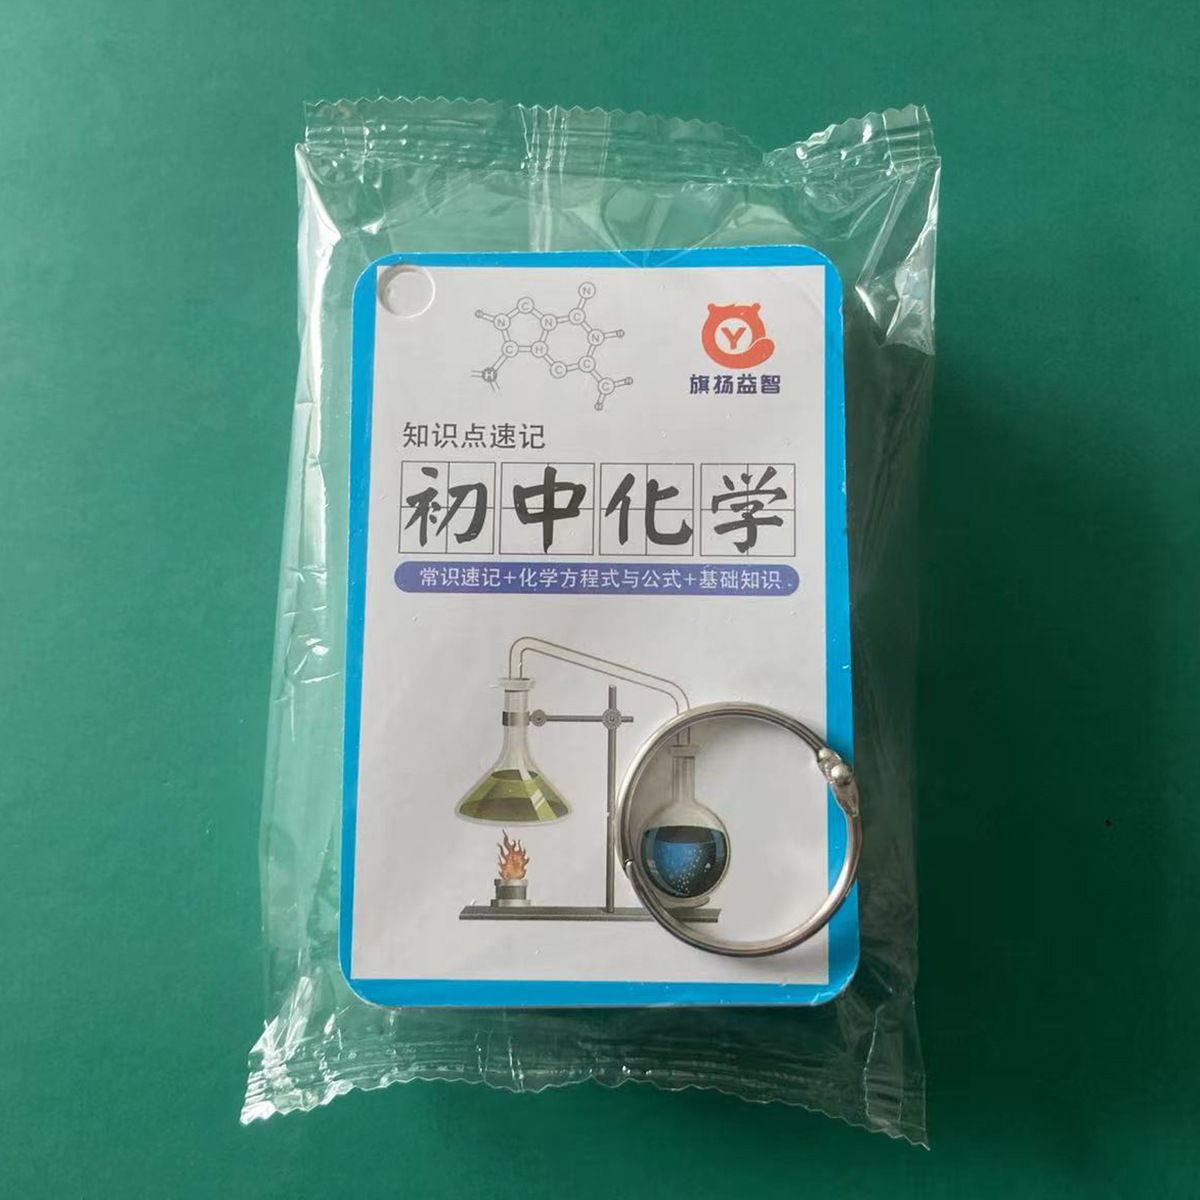 Y
旗扬益智
知识点速记
初中化学
常识速记+化学方程式与公式+基础知识